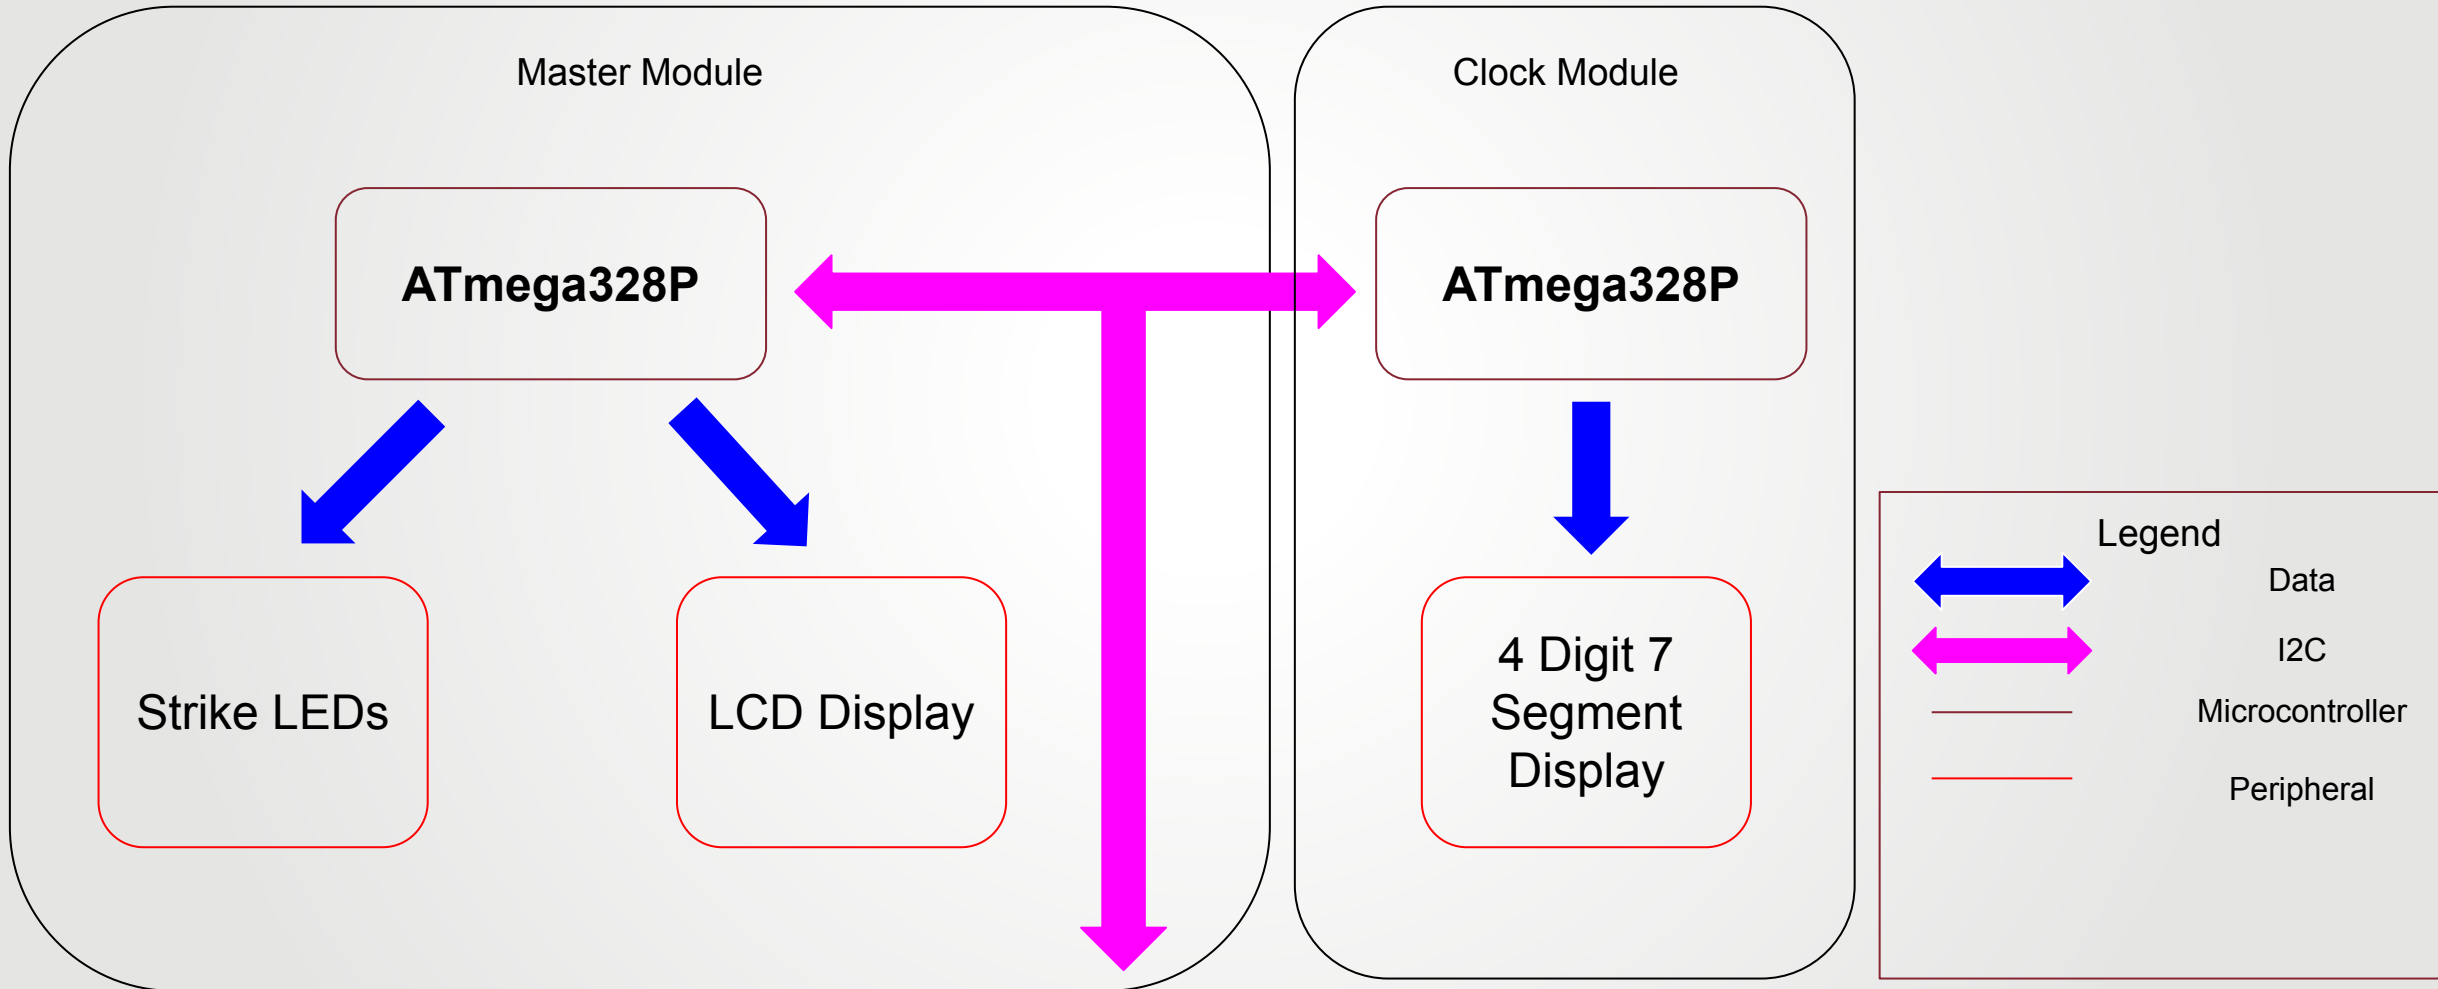 Master Module
Clock Module
ATmega328P
ATmega328P
Strike LEDs
LCD Display
4 Digit 7
Segment
Display
Legend
Data
I2C
Microcontroller
Peripheral